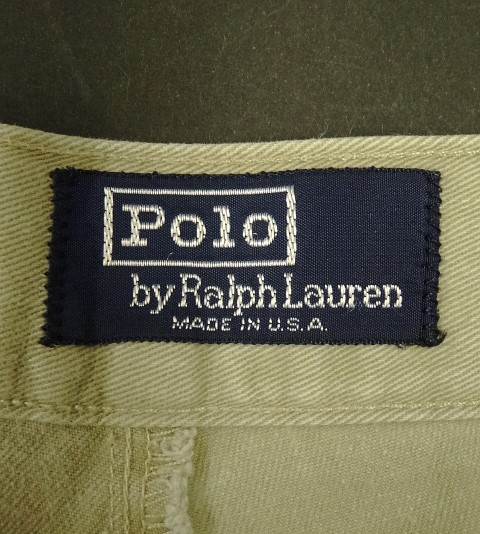 Polo
by Ralph Lauren
MADE IN U.S.A.